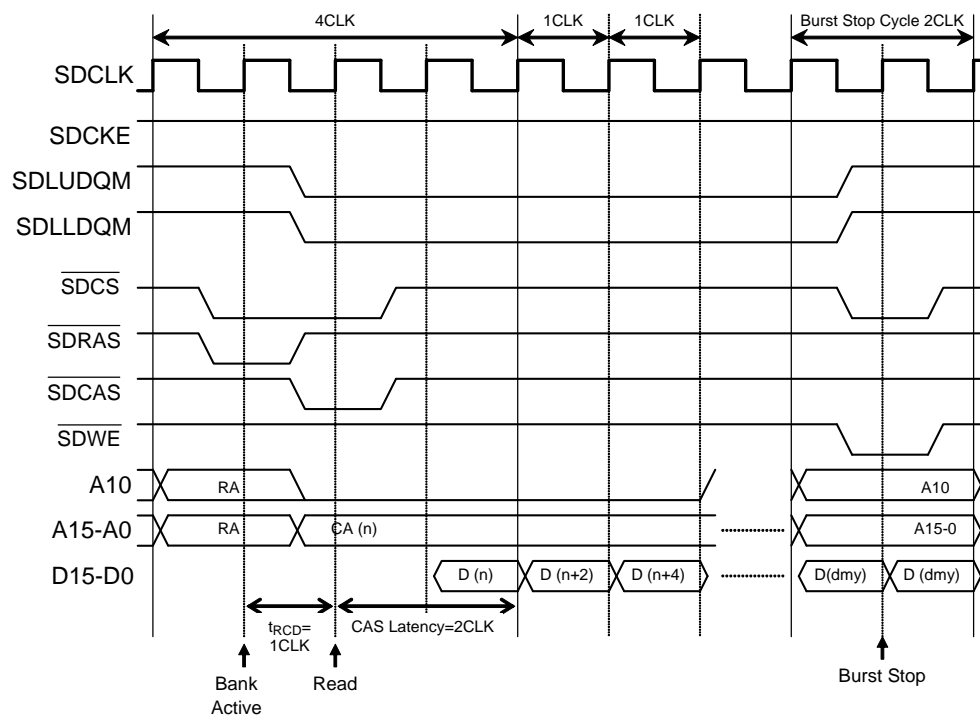 4CLK 1CLK 1CLK Burst Stop Cycle 2CLK
SDCLK
SDCKE
SDLUDQM
SDLLDQM
SDCS
SDRAS
SDCAS
SDWE
A10 RA A10
A15-A0 RA CA (n) A15-0
D15-D0 D (n) D (n+2) D (n+4) D(dmy) D (dmy)
tRCD= CAS Latency=2CLK
1CLK
Bank Read Burst Stop
Active